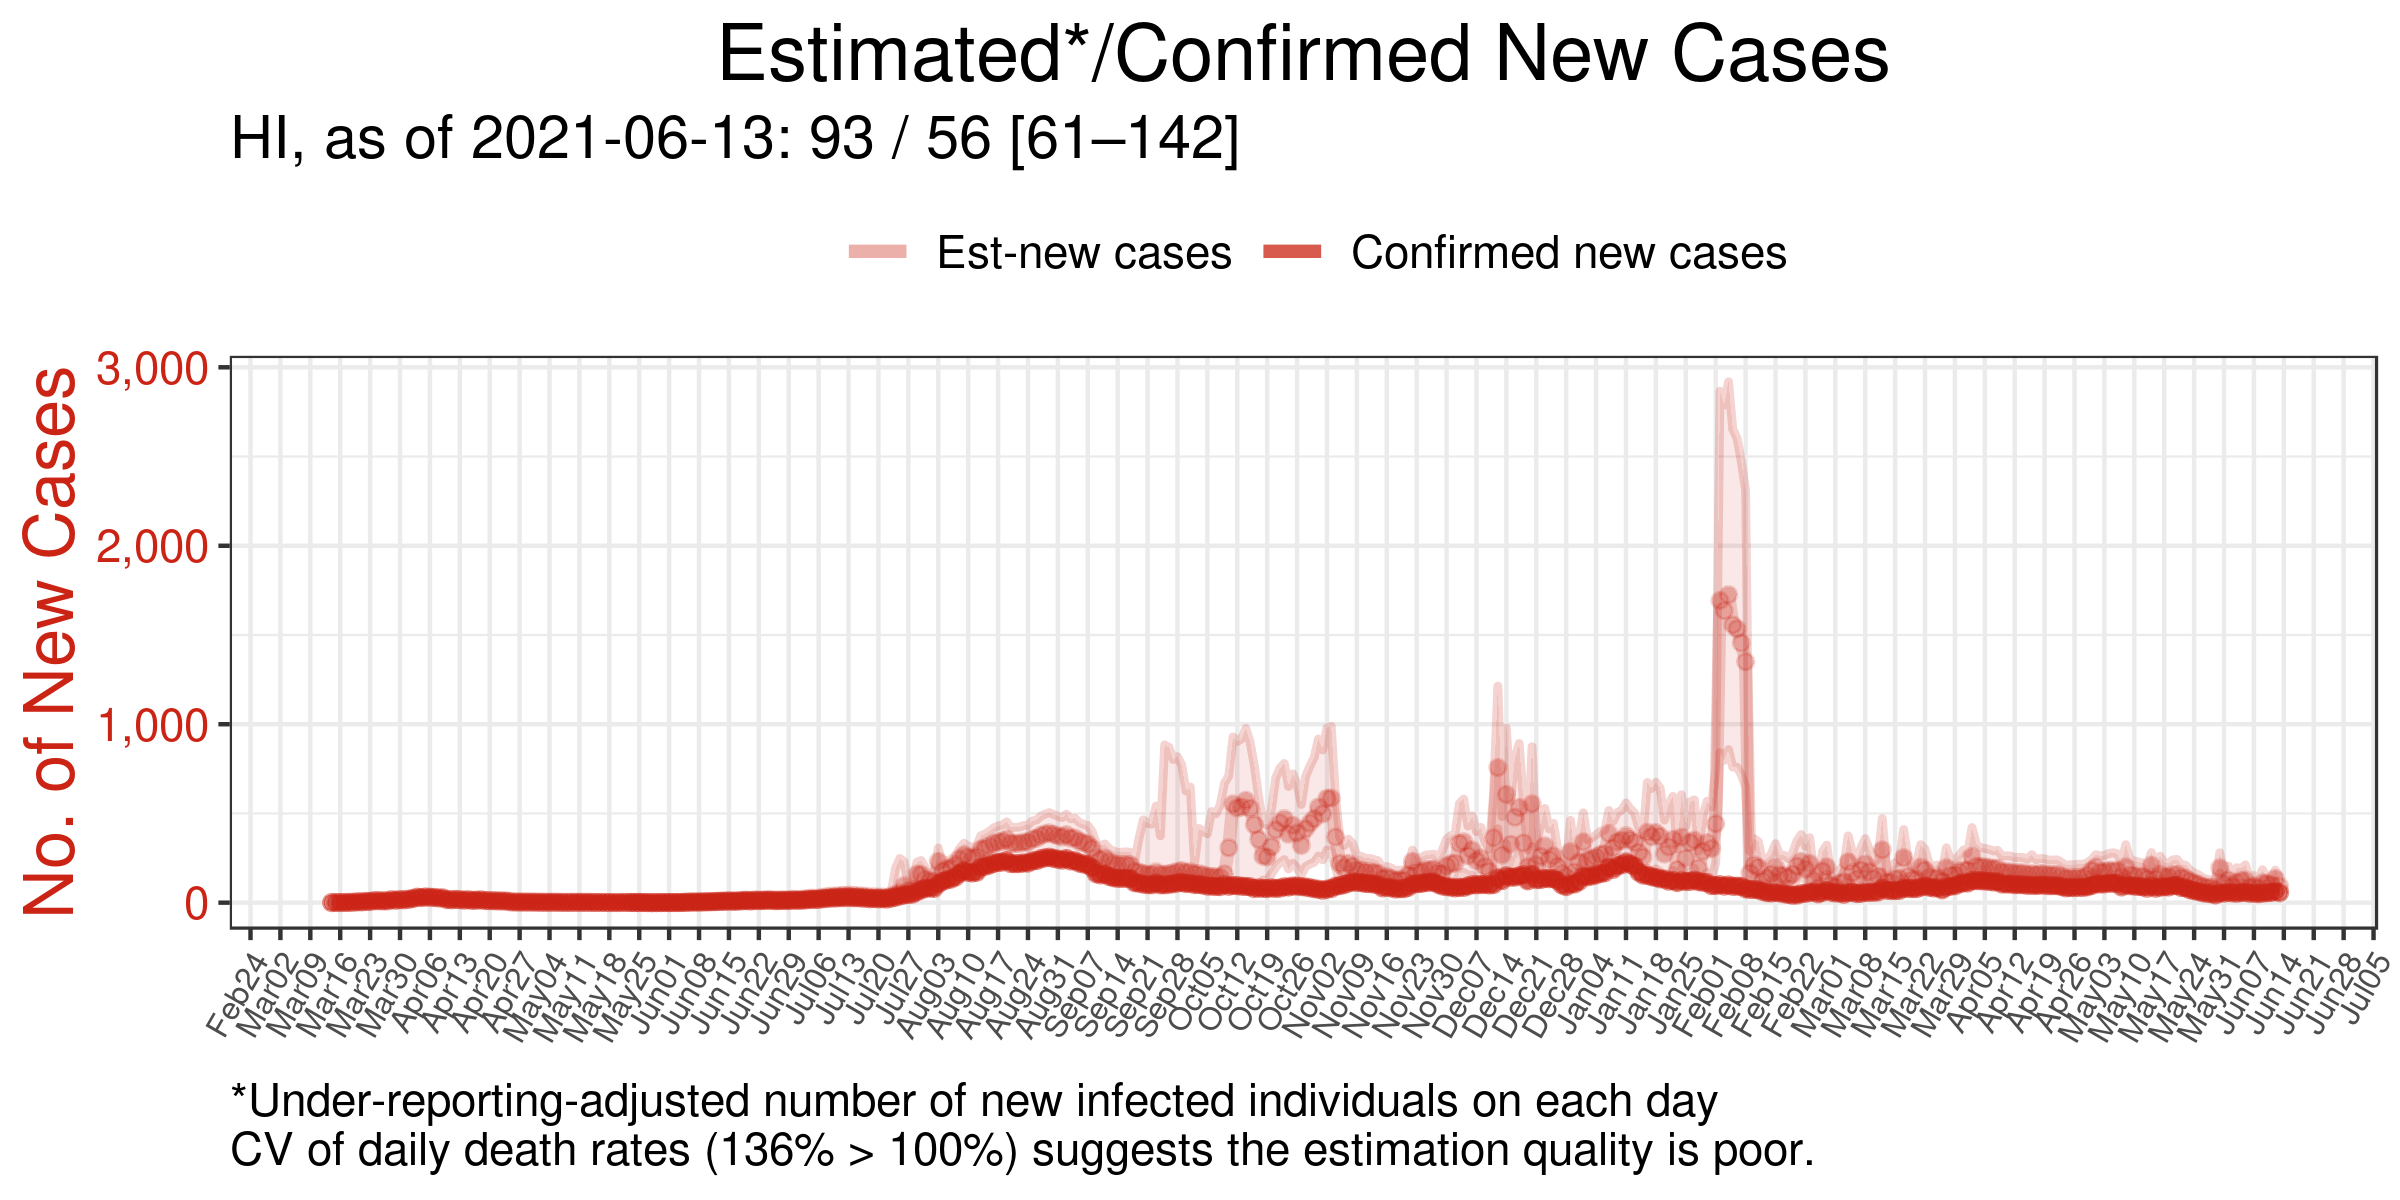 Estimated*/Confirmed New Cases
HI, as of 2021-06-13: 93 / 56 [61–142]
Est-new cases Confirmed new cases
No. of New Cases
3,000
2,000
1,000
0
Feb24 Mar02 Mar09 Mar16 Mar23 Mar30 Apr06 Apr13 Apr20 Apr27 May04 May11 May18 May25 Jun01 Jun08 Jun15 Jun22 Jun29 Jul06 Jul13 Jul20 Jul27 Aug03 Aug10 Aug17 Aug24 Aug31 Sep07 Sep14 Sep21 Sep28 Oct05 Oct12 Oct19 Oct26 Nov02 Nov09 Nov16 Nov23 Nov30 Dec07 Dec14 Dec21 Dec28 Jan04 Jan11 Jan18 Jan25 Feb01 Feb08 Feb15 Feb22 Mar01 Mar08 Mar15 Mar22 Mar29 Apr05 Apr12 Apr19 Apr26 May03 May10 May17 May24 May31 Jun07 Jun14 Jun21 Jun28 Jul05
*Under-reporting-adjusted number of new infected individuals on each day
CV of daily death rates (136% > 100%) suggests the estimation quality is poor.